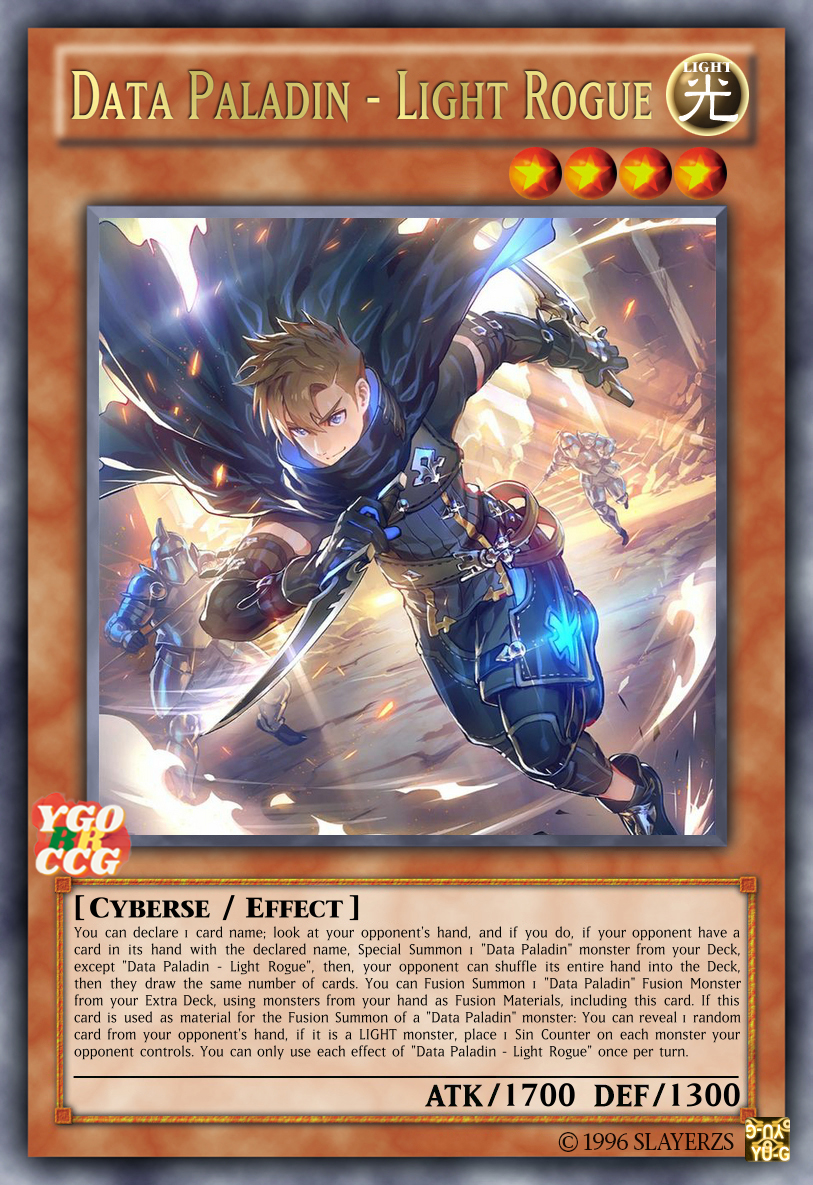 DATA PALADIN - LIGHT ROGUE
LIGHT
光
YGO
RR
CCG
[CYBERSE / EFFECT]
You can declare 1 card name; look at your opponent's hand, and if you do, if your opponent have a
card in its hand with the declared name, Special Summon 1 "Data Paladin" monster from your Deck,
except "Data Paladin - Light Rogue", then, your opponent can shuffle its entire hand into the Deck,
then they draw the same number of cards. You can Fusion Summon 1 "Data Paladin" Fusion Monster
from your Extra Deck, using monsters from your hand as Fusion Materials, including this card. If this
card is used as material for the Fusion Summon of a "Data Paladin" monster: You can reveal 1 random
card from your opponent's hand, if it is a LIGHT monster, place 1 Sin Counter on each monster your
opponent controls. You can only use each effect of "Data Paladin - Light Rogue" once per turn.
ATK/1700 DEF/1300
© 1996 SLAYERZS